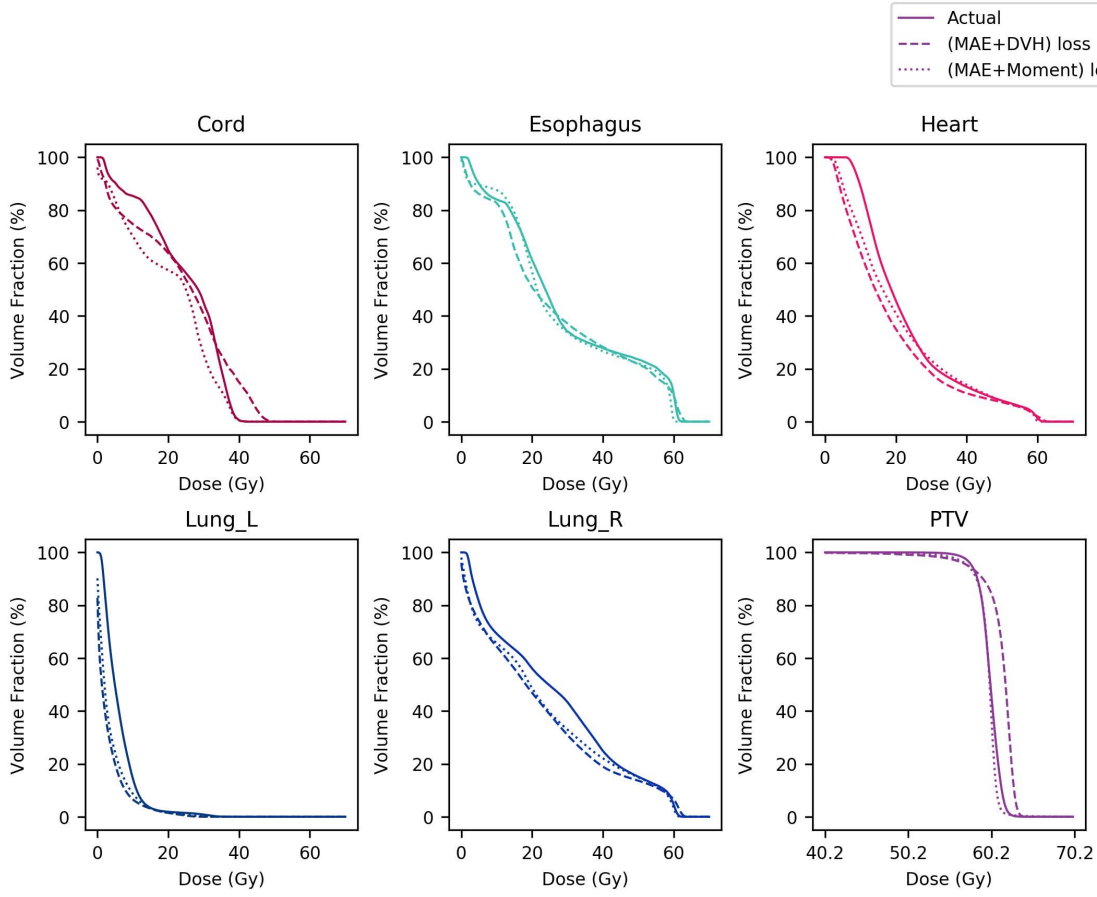 Actual
(MAE+DVH) loss
(MAE+Moment)
Cord
Esophagus
Heart
Volume Fraction (%)
100
80
60
40
20
0
0 20 40 60
Dose (Gy)
Volume Fraction (%)
100
80
60
40
20
0
0 20 40 60
Dose (Gy)
Volume Fraction (%)
100
80
60
40
20
0
0 20 40 60
Dose (Gy)
Lung_L
Lung_R
PTV
Volume Fraction (%)
100
80
60
40
20
0
0 20 40 60
Dose (Gy)
Volume Fraction (%)
100
80
60
40
20
0
0 20 40 60
Dose (Gy)
Volume Fraction (%)
100
80
60
40
20
0
40.2 50.2 60.2 70.2
Dose (Gy)